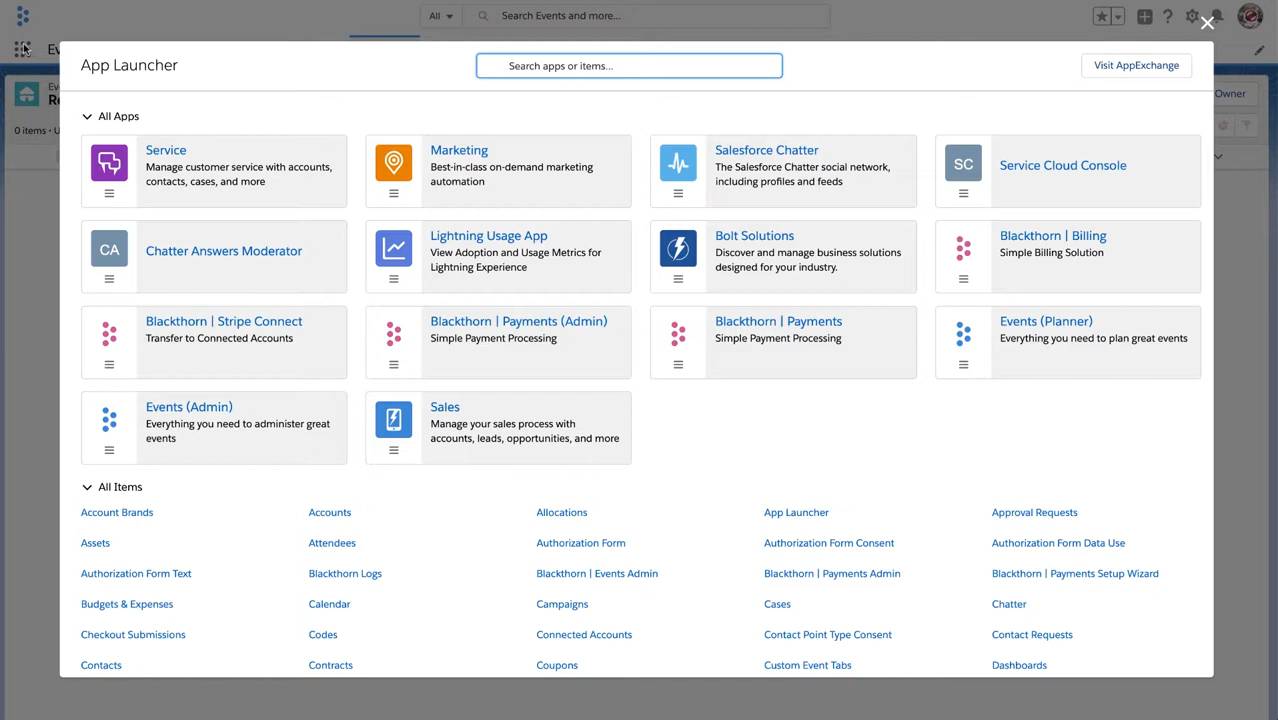 All
Search Events and more...
Ev
App Launcher
Search apps or items...
Visit AppExchange
Eve
Re
Owner
0 items • U
All Apps
Service
Manage customer service with accounts,
contacts, cases, and more
Marketing
Best-in-class on-demand marketing
automation
Salesforce Chatter
The Salesforce Chatter social network,
including profiles and feeds
SC
Service Cloud Console
CA
Chatter Answers Moderator
Lightning Usage App
View Adoption and Usage Metrics for
Lightning Experience
Bolt Solutions
Discover and manage business solutions
designed for your industry.
Blackthorn | Billing
Simple Billing Solution
Blackthorn | Stripe Connect
Transfer to Connected Accounts
Blackthorn | Payments (Admin)
Simple Payment Processing
Blackthorn | Payments
Simple Payment Processing
Events (Planner)
Everything you need to plan great events
Events (Admin)
Everything you need to administer great
events
Sales
Manage your sales process with
accounts, leads, opportunities, and more
All Items
Account Brands
Accounts
Allocations
App Launcher
Approval Requests
Assets
Attendees
Authorization Form
Authorization Form Consent
Authorization Form Data Use
Authorization Form Text
Blackthorn Logs
Blackthorn | Events Admin
Blackthorn | Payments Admin
Blackthorn | Payments Setup Wizard
Budgets & Expenses
Calendar
Campaigns
Cases
Chatter
Checkout Submissions
Codes
Connected Accounts
Contact Point Type Consent
Contact Requests
Contacts
Contracts
Coupons
Custom Event Tabs
Dashboards